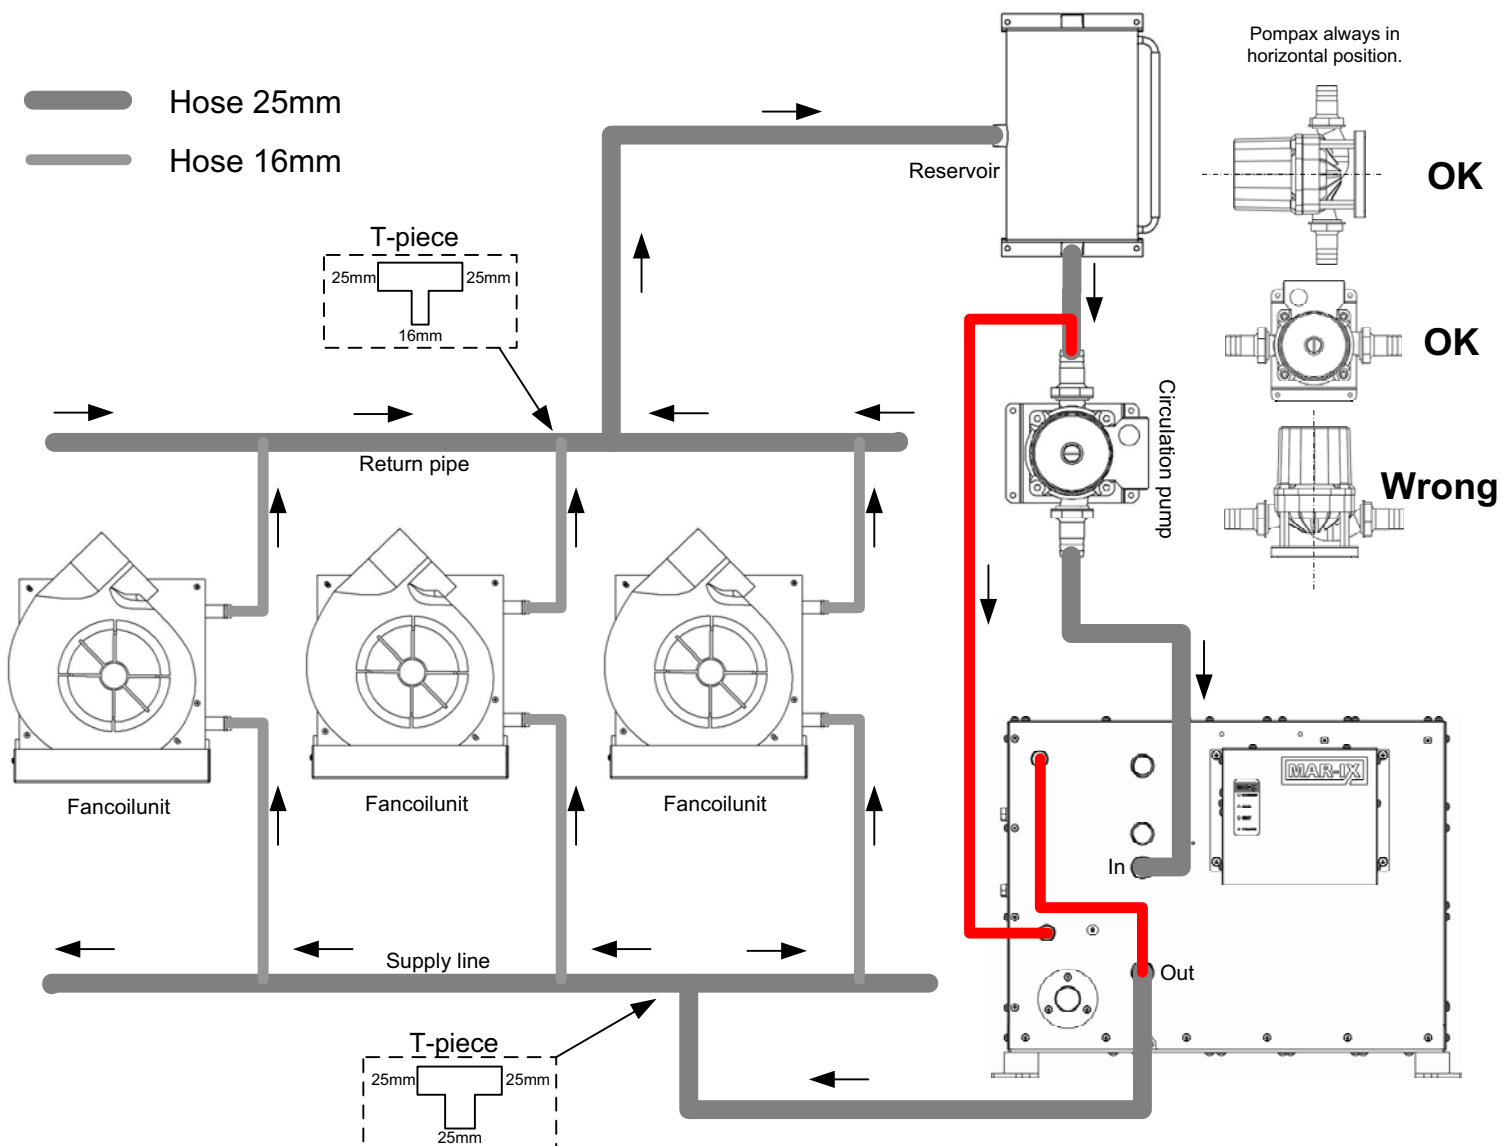 Hose 25mm
Hose 16mm
Pompax always in
horizontal position.
OK
OK
Wrong
Reservoir
T-piece
25mm
25mm
16mm
Circulation pump
Return pipe
Fancoilunit
Fancoilunit
Fancoilunit
MAR-IX
In
Out
Supply line
T-piece
25mm
25mm
25mm